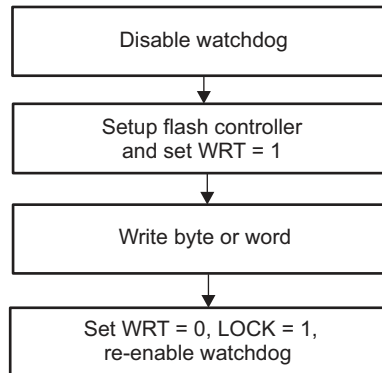 Disable watchdog
Setup flash controller
and set WRT = 1
Write byte or word
Set WRT = 0, LOCK = 1,
re-enable watchdog